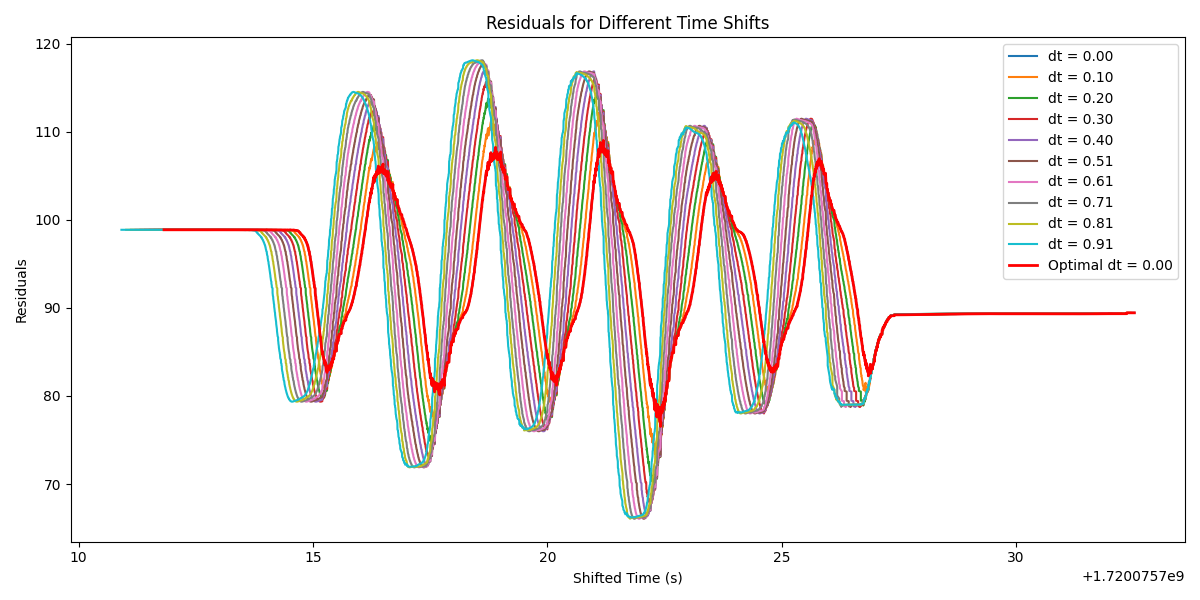 Residuals for Different Time Shifts
120
110
100
90
80
70
Residuals
10
15
20
25
30
Shifted Time (s)
+1.7200757e9
dt = 0.00
dt = 0.10
dt = 0.20
dt = 0.30
dt = 0.40
dt = 0.51
dt = 0.61
dt = 0.71
dt = 0.81
dt = 0.91
Optimal dt = 0.00